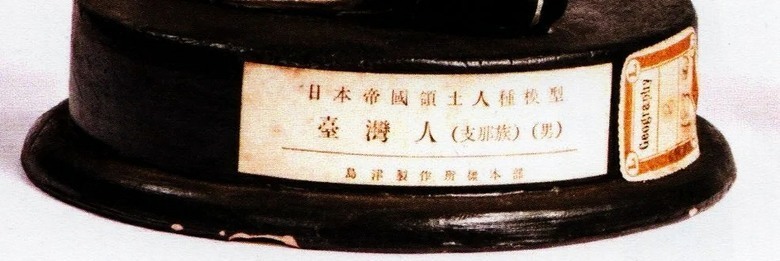 日本帝國領土人種模型
臺灣人(支那族)(男)
島津製作所標本部
Geography